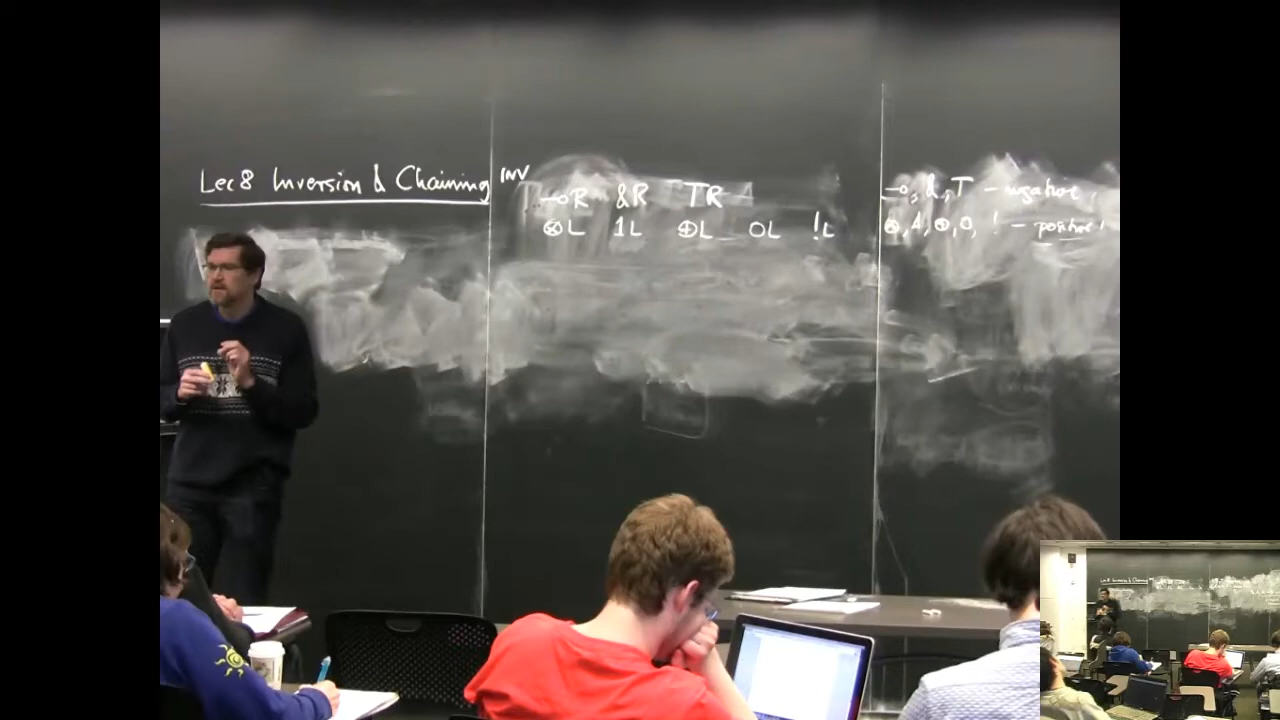 Lec 8 Inversion & Chaining
INV
⊸R &R ⊤R
⊗L 1L ⊕L 0L !L
⊸, &, ⊤ – negative,
⊗, 1, ⊕, 0, ! – positive